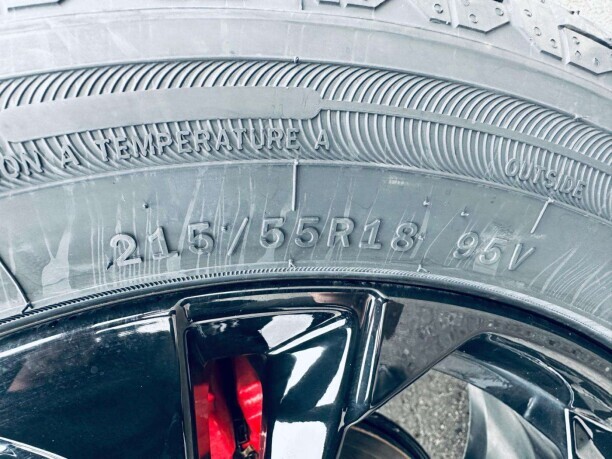 ON A TEMPERATURE A
OUTSIDE
215/55R18 95V